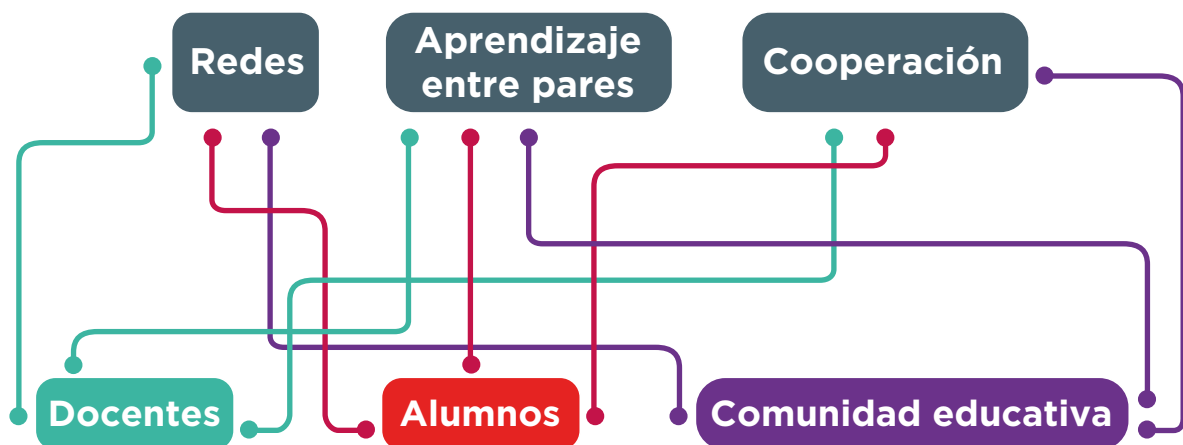 Redes
Aprendizaje
entre pares
Cooperación
Docentes
Alumnos
Comunidad educativa